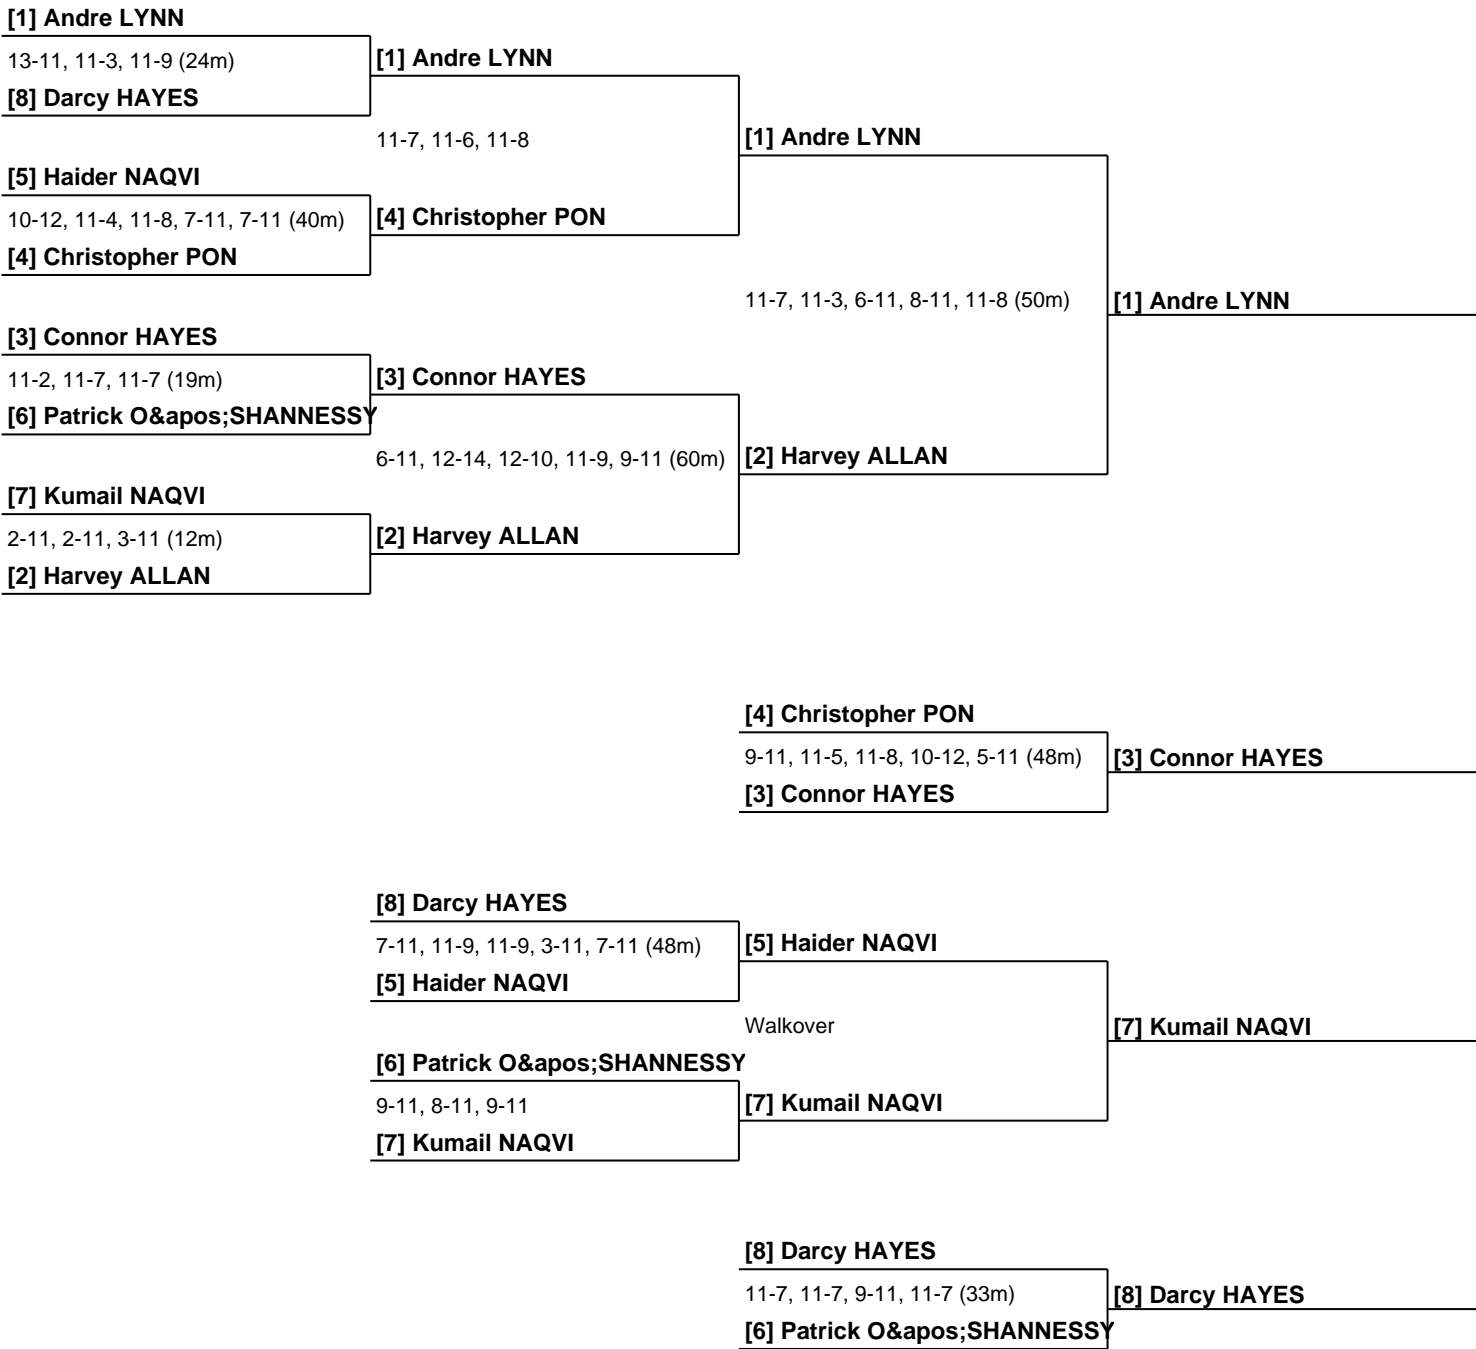 [1] Andre LYNN
13-11, 11-3, 11-9 (24m)
[8] Darcy HAYES
[1] Andre LYNN
11-7, 11-6, 11-8
[1] Andre LYNN
[5] Haider NAQVI
10-12, 11-4, 11-8, 7-11, 7-11 (40m)
[4] Christopher PON
[4] Christopher PON
11-7, 11-3, 6-11, 8-11, 11-8 (50m)
[1] Andre LYNN
[3] Connor HAYES
11-2, 11-7, 11-7 (19m)
[6] Patrick O&apos;SHANNESSY
[3] Connor HAYES
6-11, 12-14, 12-10, 11-9, 9-11 (60m)
[2] Harvey ALLAN
[7] Kumail NAQVI
2-11, 2-11, 3-11 (12m)
[2] Harvey ALLAN
[2] Harvey ALLAN
[4] Christopher PON
9-11, 11-5, 11-8, 10-12, 5-11 (48m)
[3] Connor HAYES
[3] Connor HAYES
[8] Darcy HAYES
7-11, 11-9, 11-9, 3-11, 7-11 (48m)
[5] Haider NAQVI
[5] Haider NAQVI
Walkover
[7] Kumail NAQVI
[6] Patrick O&apos;SHANNESSY
9-11, 8-11, 9-11
[7] Kumail NAQVI
[7] Kumail NAQVI
[8] Darcy HAYES
11-7, 11-7, 9-11, 11-7 (33m)
[6] Patrick O&apos;SHANNESSY
[8] Darcy HAYES